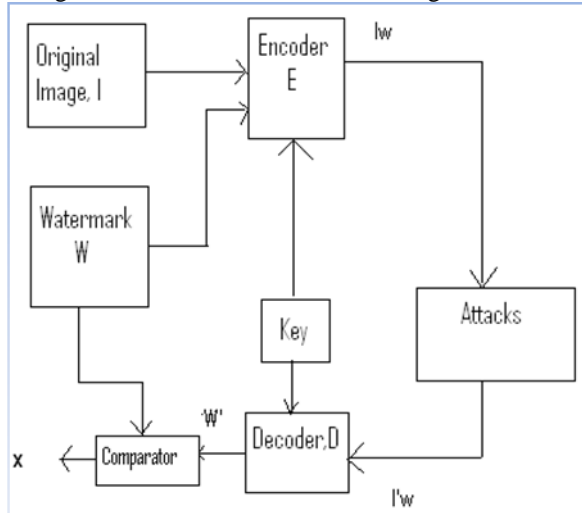 Original
Image, I
Encoder
E
Iw
Watermark
W
Key
Attacks
W'
Decoder,D
Comparator
x
I'w